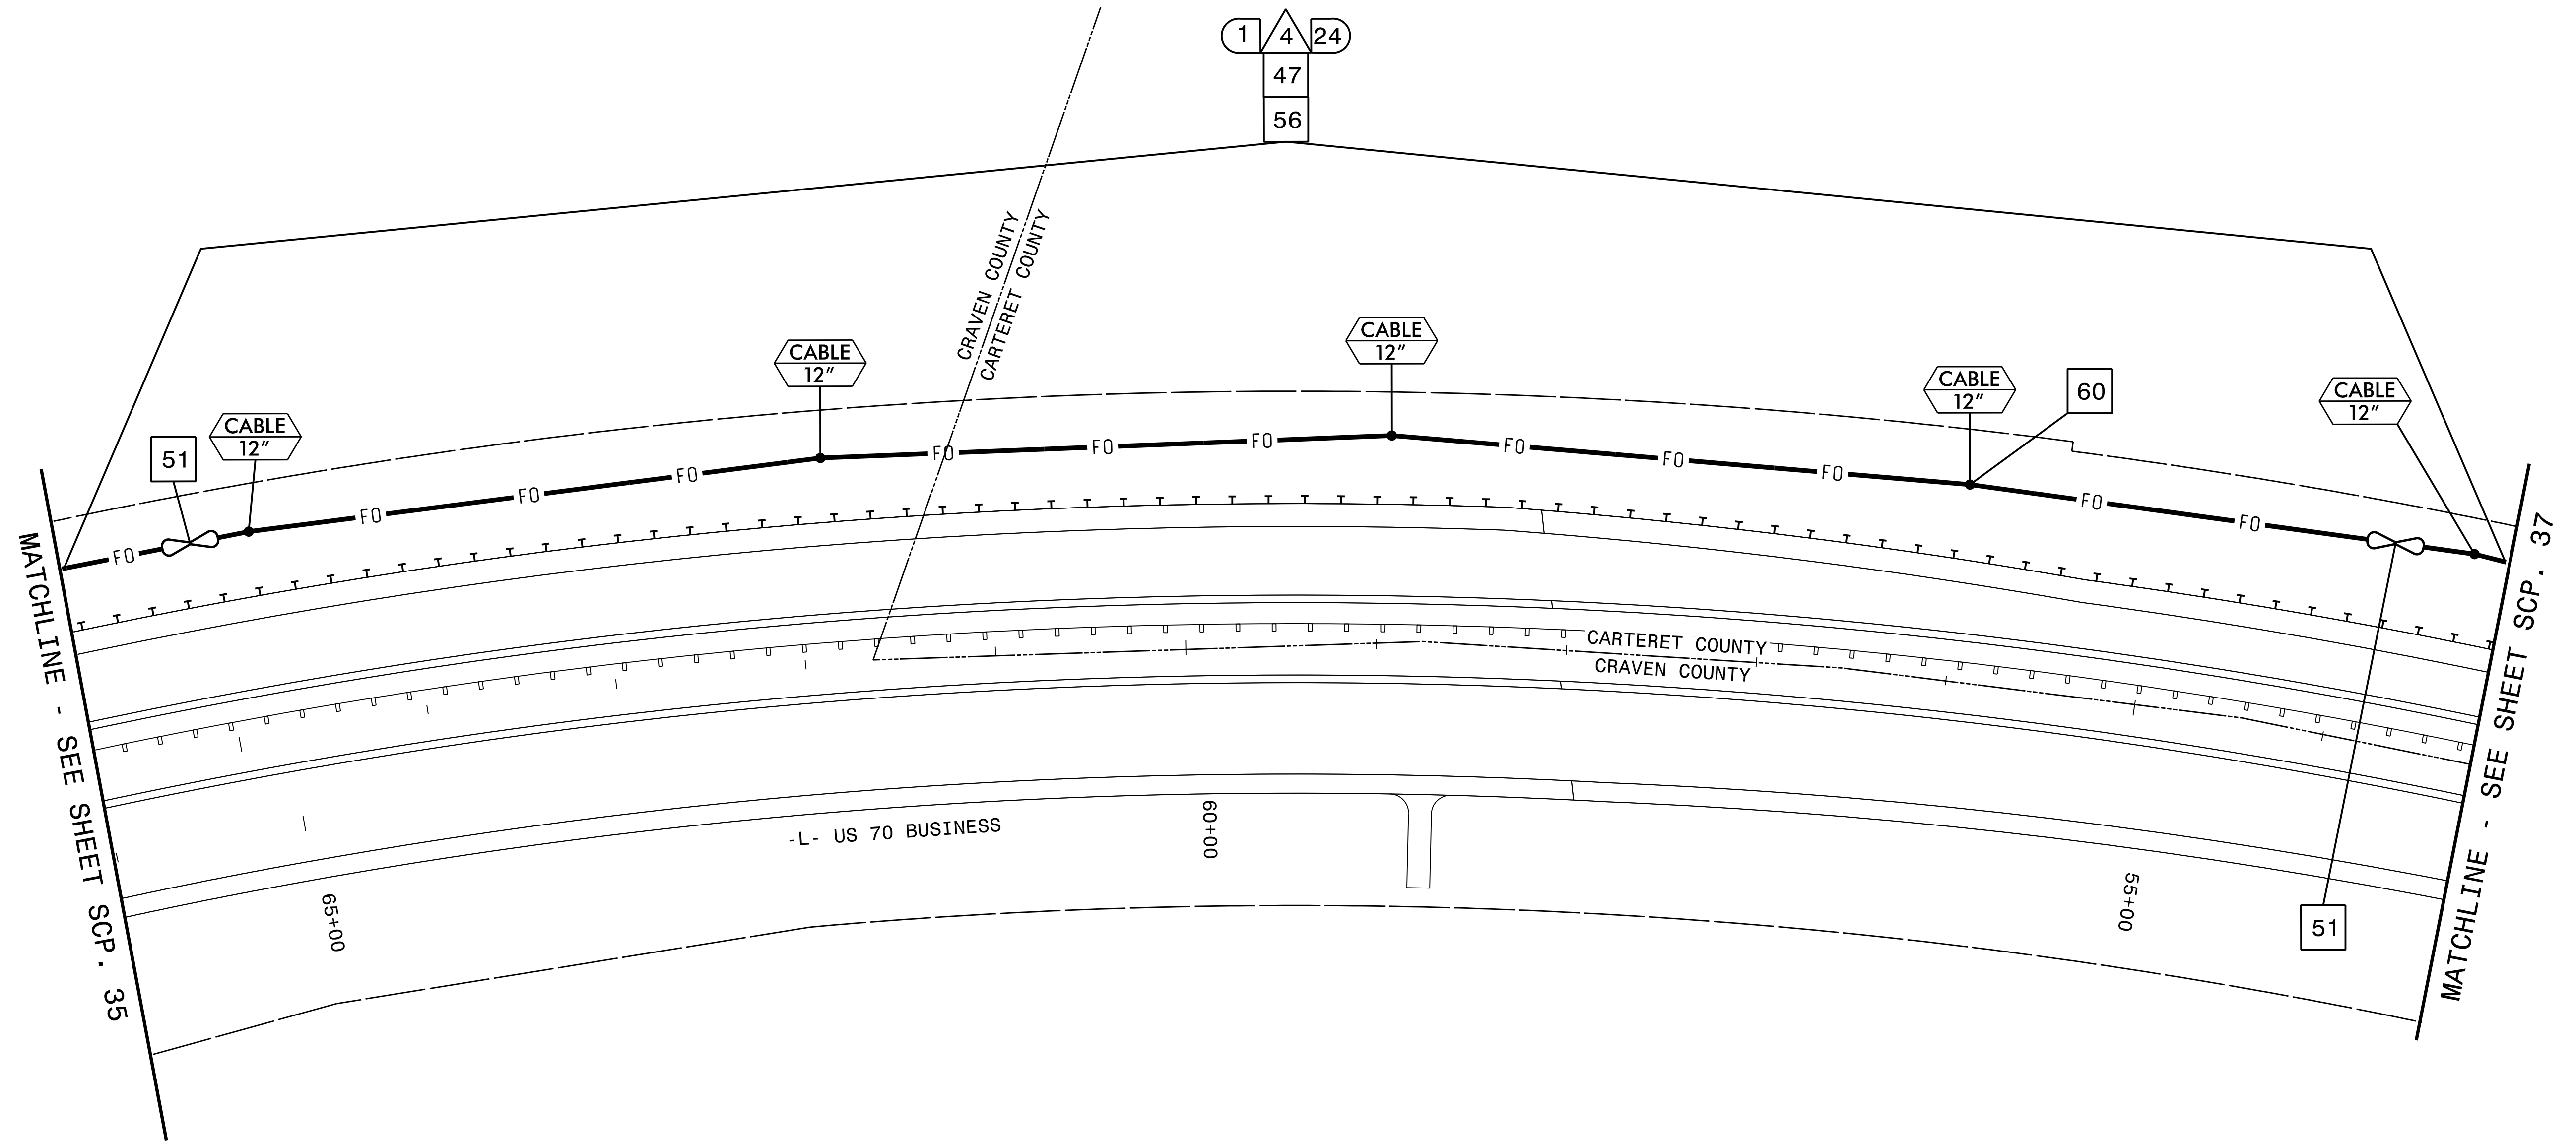 1 4 24
47
56
CRAVEN COUNTY
CARTERET COUNTY
CABLE
12"
CABLE
12"
CABLE
12"
60
CABLE
12"
CABLE
12"
51
FO
FO
FO
FO
FO
FO
FO
FO
FO
FO
FO
FO
MATCHLINE - SEE SHEET SCP. 35
MATCHLINE - SEE SHEET SCP. 37
CARTERET COUNTY
CRAVEN COUNTY
-L- US 70 BUSINESS
65+00
60+00
55+00
51